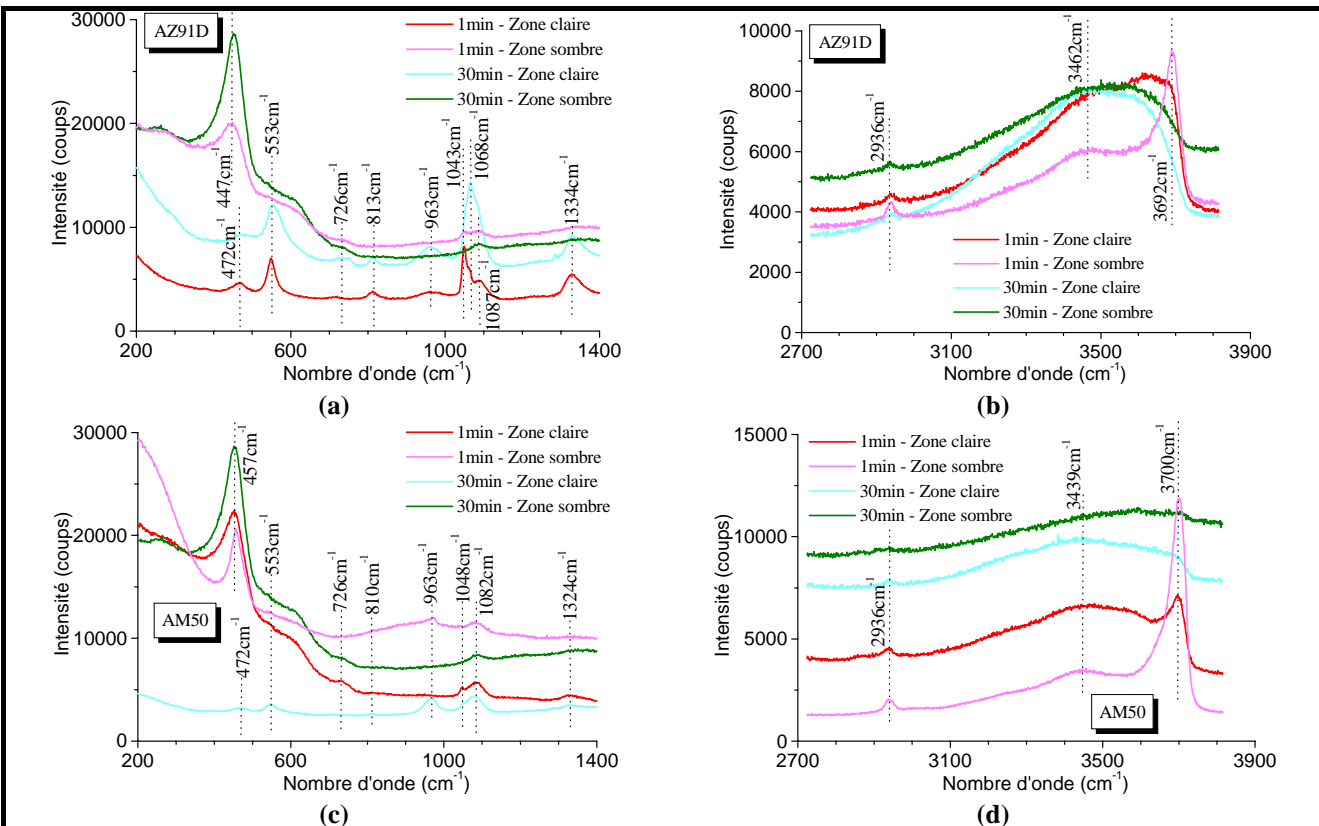 AZ91D
1min - Zone claire
1min - Zone sombre
30min - Zone claire
30min - Zone sombre
30000
20000
10000
0
Intensité (coups)
472cm⁻¹
447cm⁻¹
553cm⁻¹
726cm⁻¹
813cm⁻¹
963cm⁻¹
1043cm⁻¹
1068cm⁻¹
1087cm⁻¹
1334cm⁻¹
200
600
1000
1400
Nombre d'onde (cm⁻¹)
(a)
AZ91D
10000
8000
6000
4000
2000
0
Intensité (coups)
2936cm⁻¹
3462cm⁻¹
3692cm⁻¹
1min - Zone claire
1min - Zone sombre
30min - Zone claire
30min - Zone sombre
2700
3100
3500
3900
Nombre d'onde (cm⁻¹)
(b)
30000
20000
10000
0
Intensité (coups)
1min - Zone claire
1min - Zone sombre
30min - Zone claire
30min - Zone sombre
457cm⁻¹
553cm⁻¹
472cm⁻¹
726cm⁻¹
810cm⁻¹
963cm⁻¹
1048cm⁻¹
1082cm⁻¹
1324cm⁻¹
AM50
200
600
1000
1400
Nombre d'onde (cm⁻¹)
(c)
15000
10000
5000
0
Intensité (coups)
1min - Zone claire
1min - Zone sombre
30min - Zone claire
30min - Zone sombre
2936cm⁻¹
3439cm⁻¹
3700cm⁻¹
AM50
2700
3100
3500
3900
Nombre d'onde (cm⁻¹)
(d)